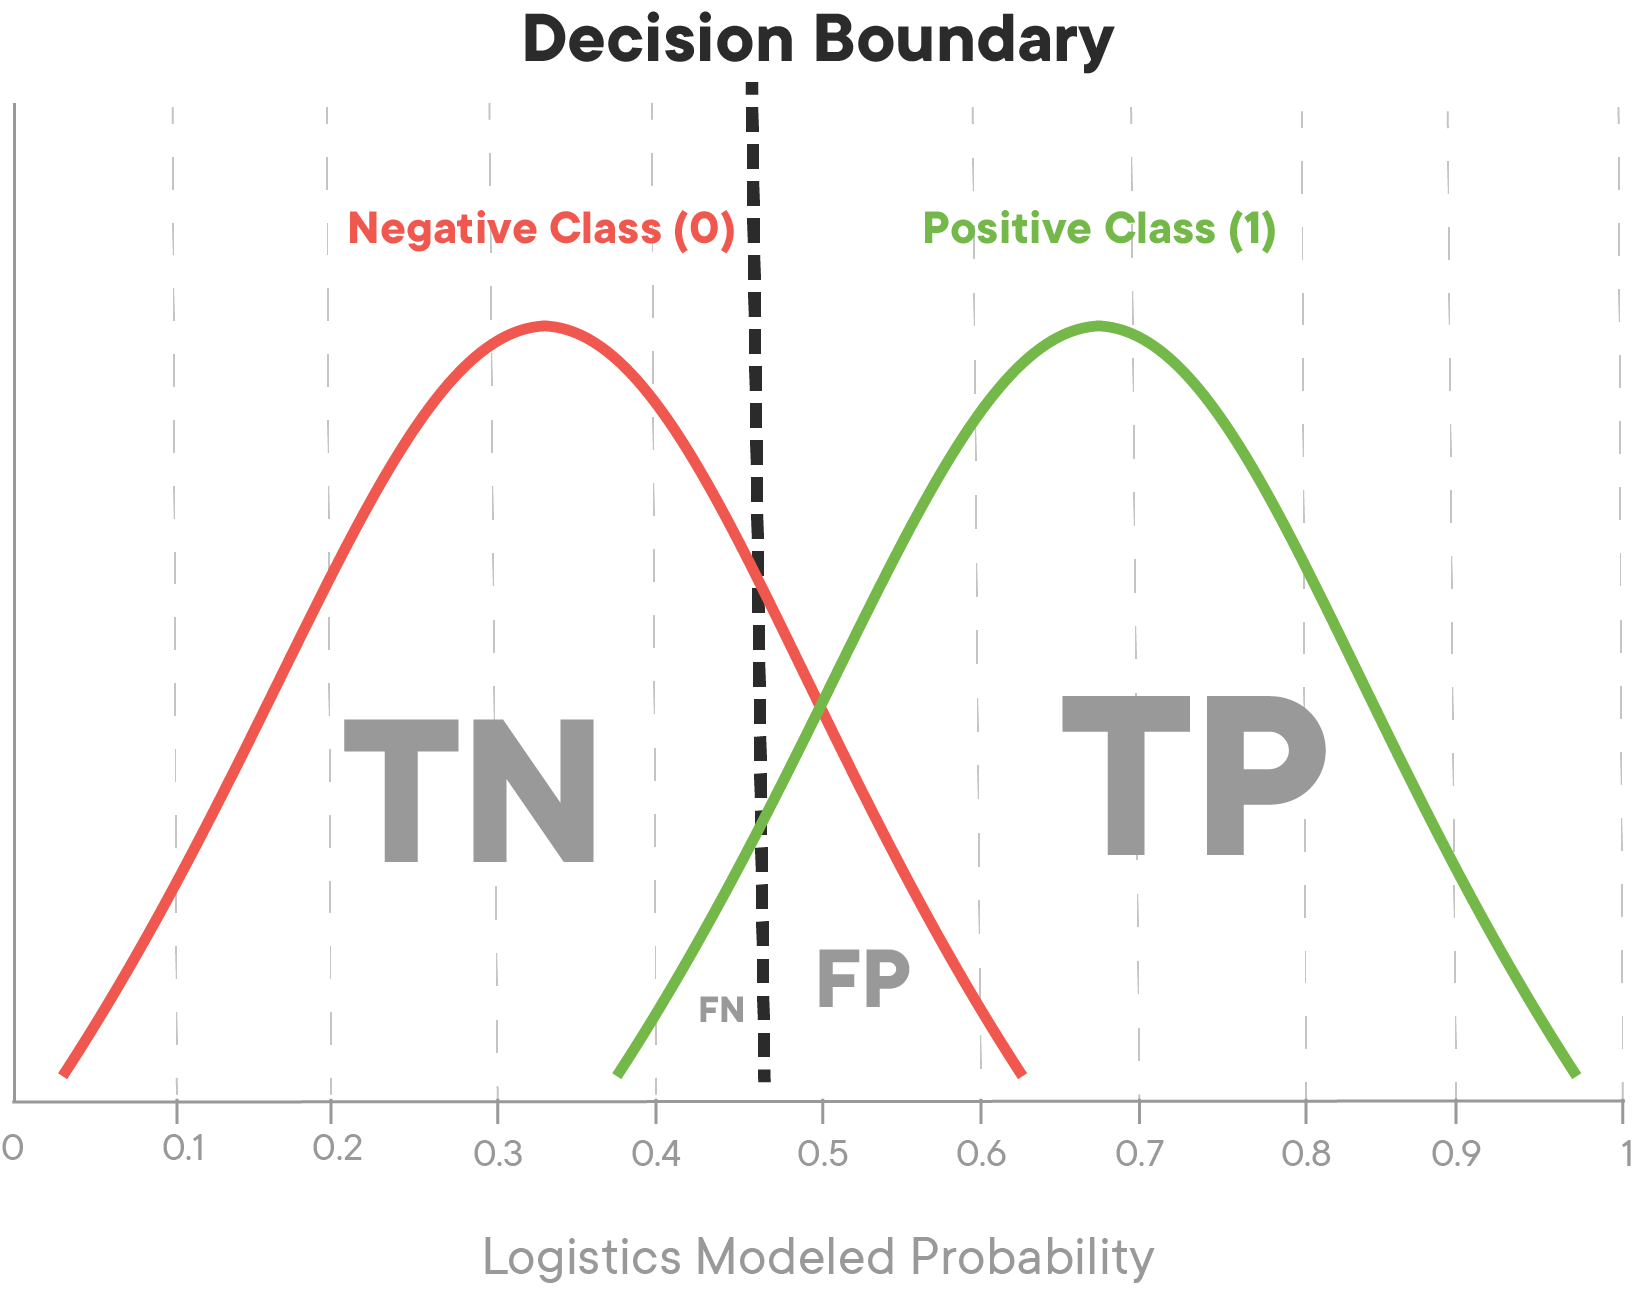 Decision Boundary
Negative Class (0)
Positive Class (1)
TN
TP
FN
FP
0
0.1
0.2
0.3
0.4
0.5
0.6
0.7
0.8
0.9
1
Logistics Modeled Probability